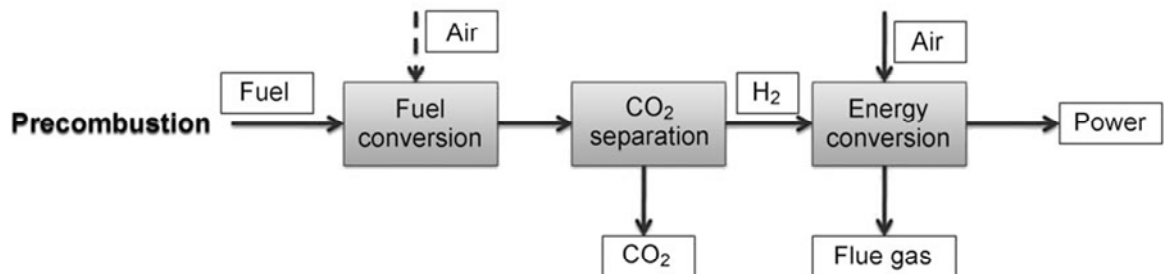 Air
Air
Fuel
H₂
Precombustion
Fuel
conversion
CO₂
separation
Energy
conversion
Power
CO₂
Flue gas